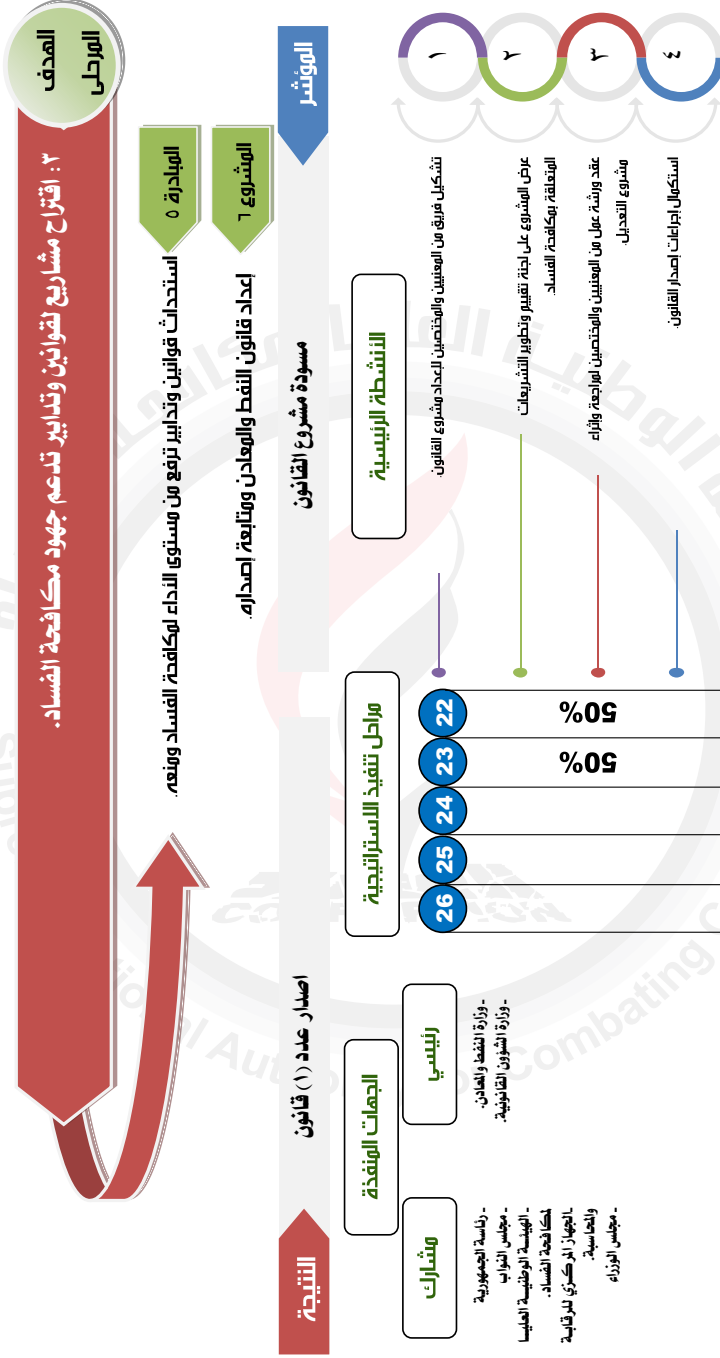 الهدف
المرحلي
٣: اقتراح مشاريع لقوانين وتدابير تدعم جهود مكافحة الفساد.
المبادرة ٥
استحداث قوانين وتدابير ترفع من مستوى الأداء لمكافحة الفساد ومنعه.
المشروع ٦
إعداد قانون النفط والمعادن ومتابعة إصداره.
المؤشر
مسودة مشروع القانون
اصدار عدد (١) قانون
النتيجة
الأنشطة الرئيسية
مراحل تنفيذ الاستراتيجية
الجهات المنفذة
رئيسي
مشارك
١
تشكيل فريق من المعنيين والمختصين لإعداد مشروع القانون.
٢
عرض المشروع على لجنة تقييم وتطوير التشريعات
المتعلقة بمكافحة الفساد.
٣
عقد ورشة عمل من المعنيين والمختصين لمراجعة وإثراء
مشروع التعديل.
٤
استكمال إجراءات إصدار القانون.
22
23
24
25
26
50%
50%
- وزارة النفط والمعادن.
- وزارة الشؤون القانونية.
- رئاسة الجمهورية
- مجلس النواب
- الهيئة الوطنية العليا
لمكافحة الفساد.
- الجهاز المركزي للرقابة
والمحاسبة.
- مجلس الوزراء